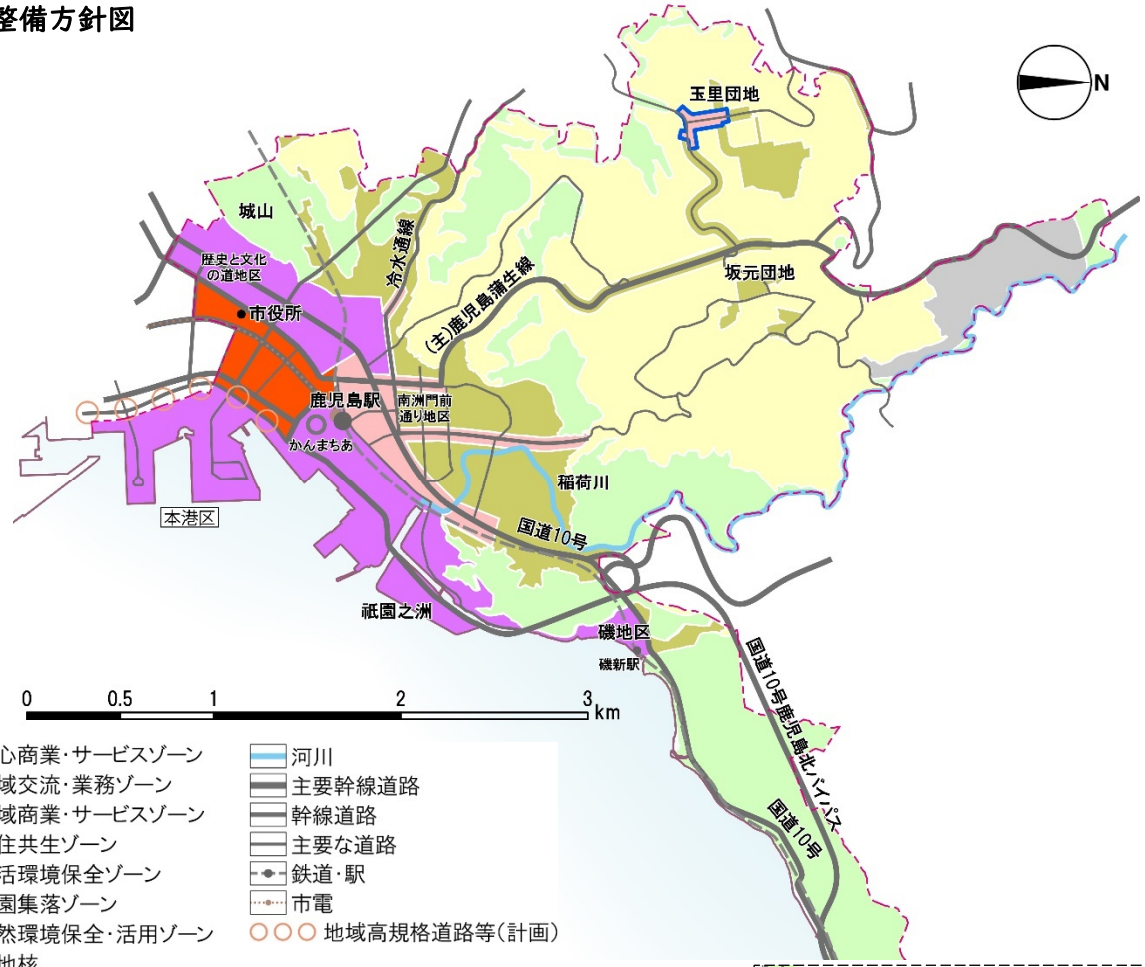 整備方針図
N
玉里団地
城山
冷水通線
歴史と文化
の道地区
坂元団地
市役所
(主)鹿児島蒲生線
鹿児島駅
南洲門前
通り地区
かんまちあ
稲荷川
本港区
国道10号
祇園之洲
磯地区
磯新駅
国道10号鹿児島北バイパス
国道10号
0 0.5 1 2 3 km
心商業・サービスゾーン
域交流・業務ゾーン
域商業・サービスゾーン
住共生ゾーン
活環境保全ゾーン
園集落ゾーン
然環境保全・活用ゾーン
地核
河川
主要幹線道路
幹線道路
主要な道路
鉄道・駅
市電
地域高規格道路等(計画)